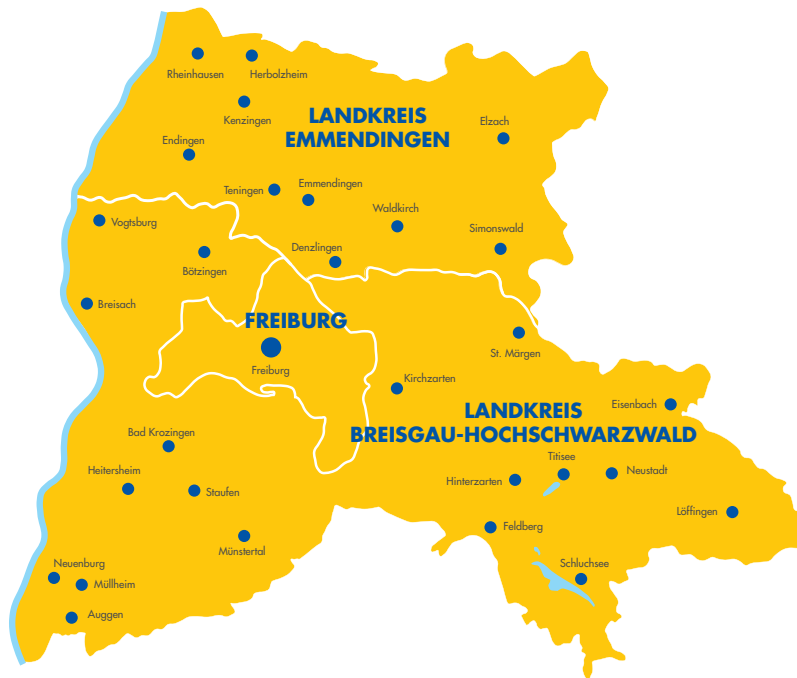 Rheinhausen
Herbolzheim
Kenzingen
LANDKREIS
EMMENDINGEN
Elzach
Endingen
Teningen
Emmendingen
Waldkirch
Vogtsburg
Simonswald
Denzlingen
Bötzingen
Breisach
FREIBURG
St. Märgen
Freiburg
Kirchzarten
LANDKREIS
BREISGAU-HOCHSCHWARZWALD
Eisenbach
Bad Krozingen
Titisee
Heitersheim
Neustadt
Hinterzarten
Staufen
Löffingen
Feldberg
Münstertal
Neuenburg
Schluchsee
Müllheim
Auggen